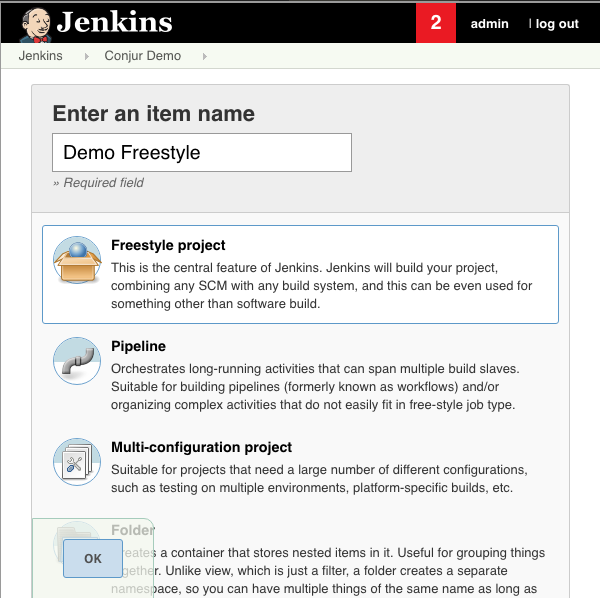 Jenkins
2
admin
| log out
Jenkins
Conjur Demo
Enter an item name
Demo Freestyle
» Required field
Freestyle project
This is the central feature of Jenkins. Jenkins will build your project,
combining any SCM with any build system, and this can be even used for
something other than software build.
Pipeline
Orchestrates long-running activities that can span multiple build slaves.
Suitable for building pipelines (formerly known as workflows) and/or
organizing complex activities that do not easily fit in free-style job type.
Multi-configuration project
Suitable for projects that need a large number of different configurations,
such as testing on multiple environments, platform-specific builds, etc.
Folder
Creates a container that stores nested items in it. Useful for grouping things
together. Unlike view, which is just a filter, a folder creates a separate
namespace, so you can have multiple things of the same name as long as
OK